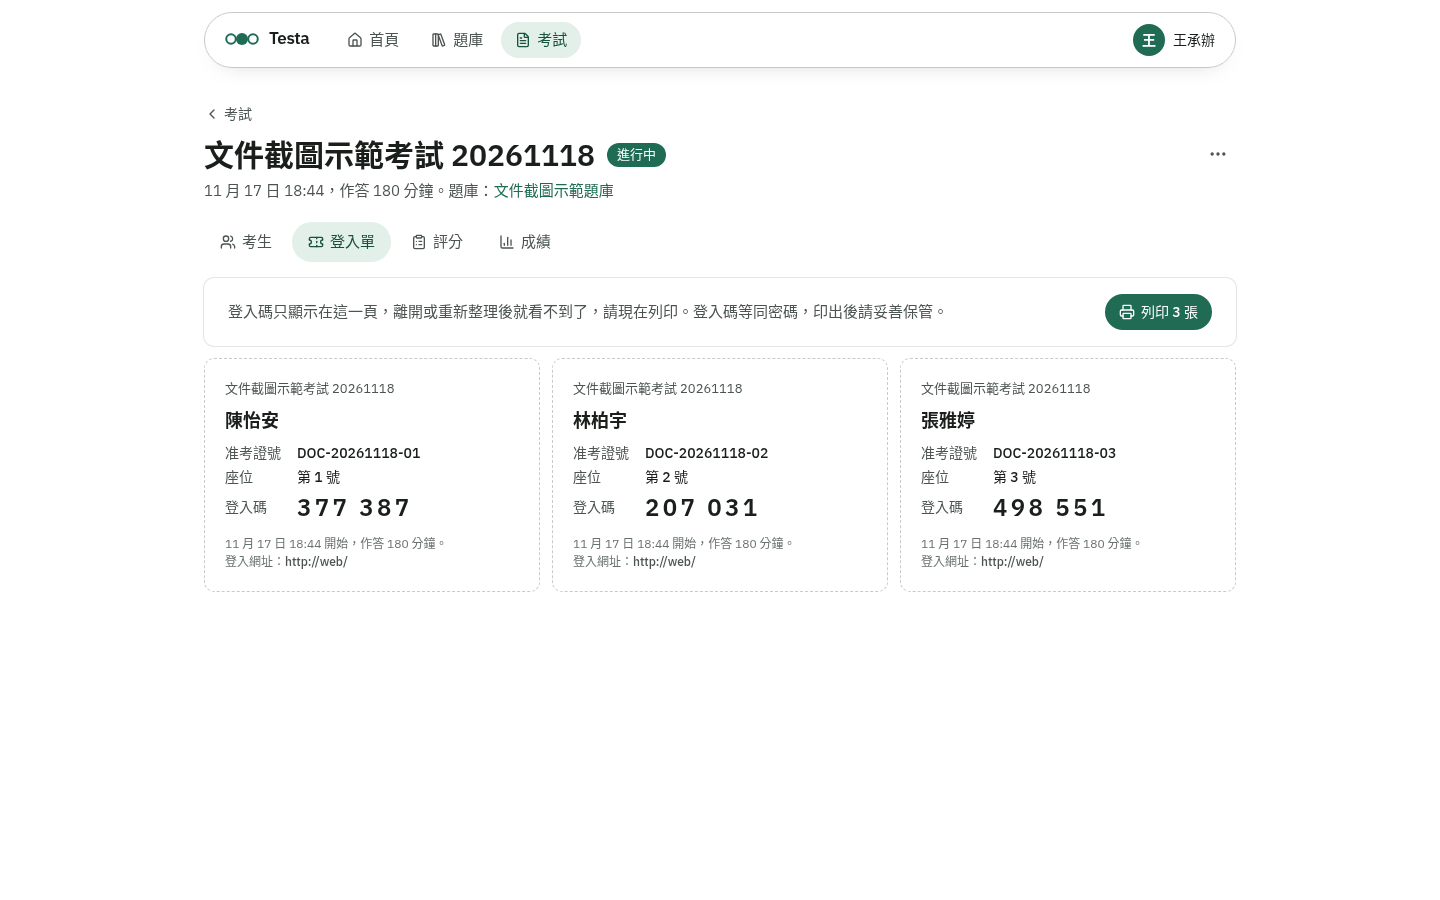 Testa
首頁
題庫
考試
王
王承辦
考試
文件截圖示範考試 20261118
進行中
11 月 17 日 18:44，作答 180 分鐘。題庫：文件截圖示範題庫
考生
登入單
評分
成績
登入碼只顯示在這一頁，離開或重新整理後就看不到了，請現在列印。登入碼等同密碼，印出後請妥善保管。
列印 3 張
文件截圖示範考試 20261118
陳怡安
准考證號 DOC-20261118-01
座位 第 1 號
登入碼 377 387
11 月 17 日 18:44 開始，作答 180 分鐘。
登入網址：http://web/
文件截圖示範考試 20261118
林柏宇
准考證號 DOC-20261118-02
座位 第 2 號
登入碼 207 031
11 月 17 日 18:44 開始，作答 180 分鐘。
登入網址：http://web/
文件截圖示範考試 20261118
張雅婷
准考證號 DOC-20261118-03
座位 第 3 號
登入碼 498 551
11 月 17 日 18:44 開始，作答 180 分鐘。
登入網址：http://web/